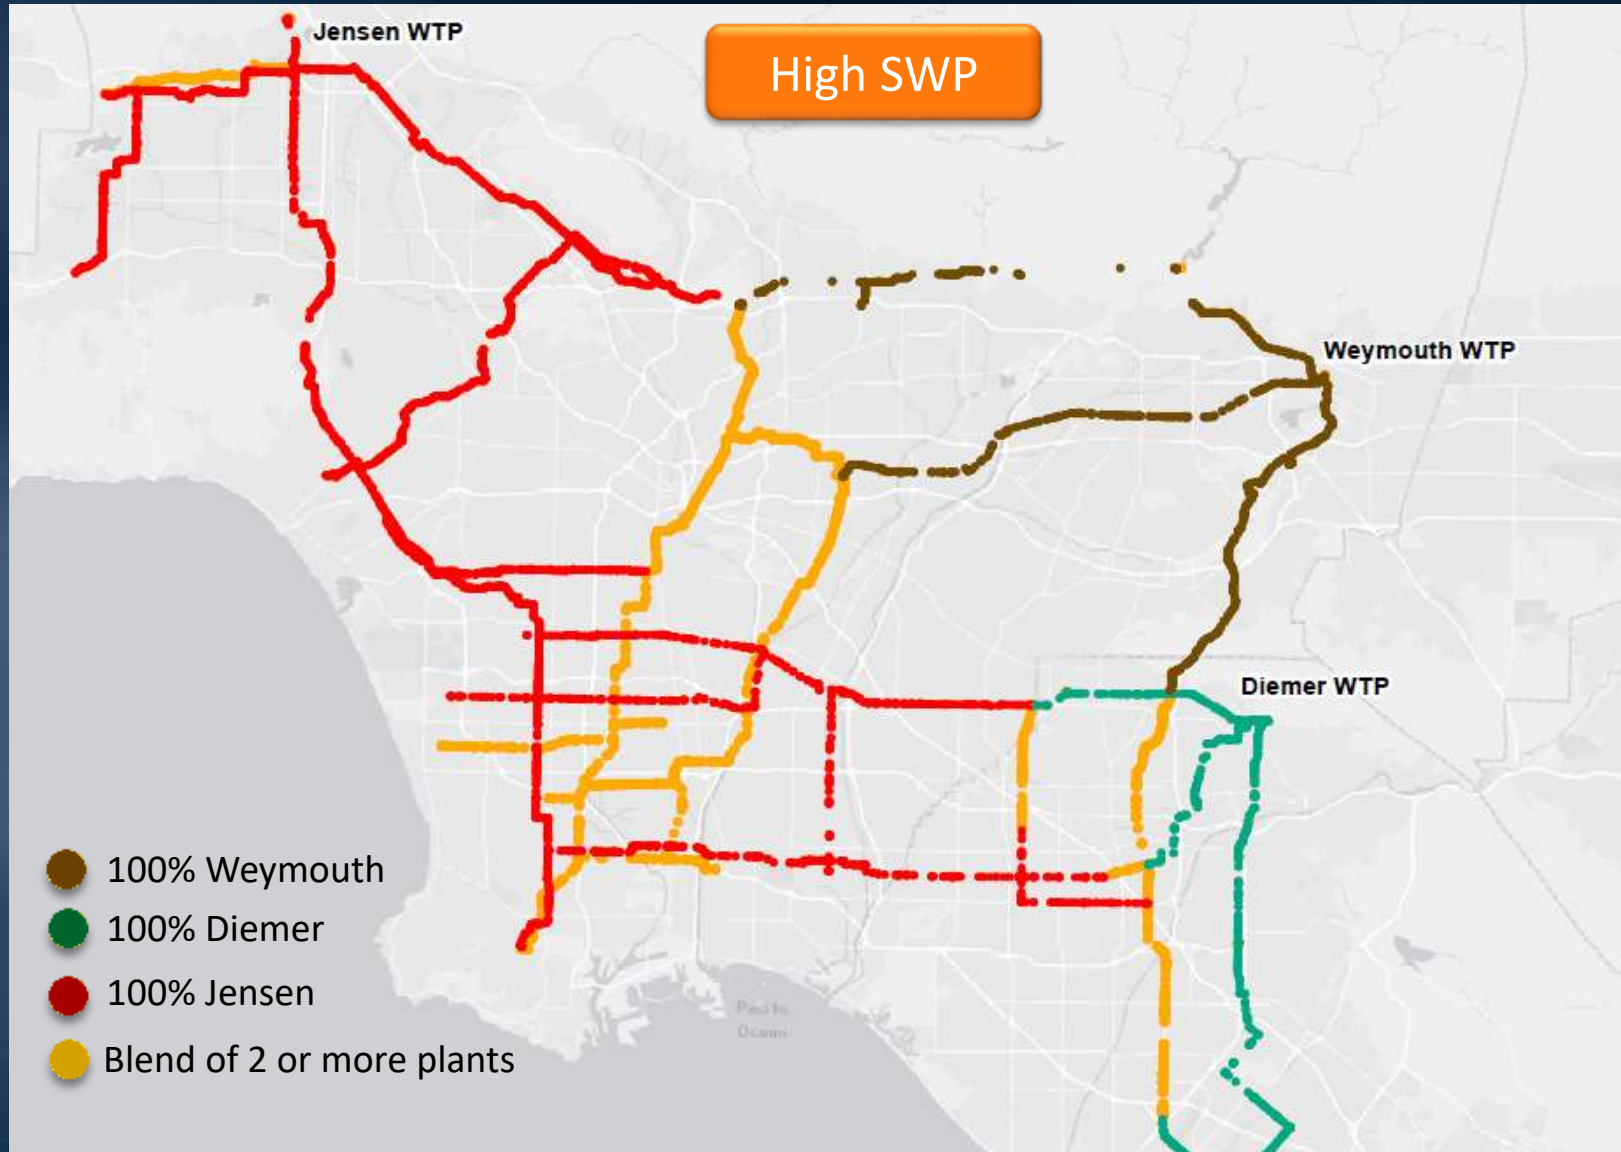 Jensen WTP
High SWP
Weymouth WTP
Diemer WTP
100% Weymouth
100% Diemer
100% Jensen
Blend of 2 or more plants